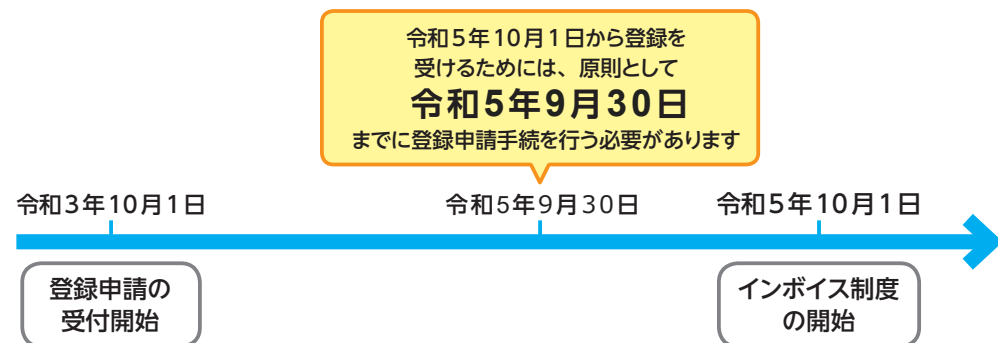 令和5年10月1日から登録を
受けるためには、原則として
令和5年9月30日
までに登録申請手続を行う必要があります
令和3年10月1日
令和5年9月30日
令和5年10月1日
登録申請の
受付開始
インボイス制度
の開始